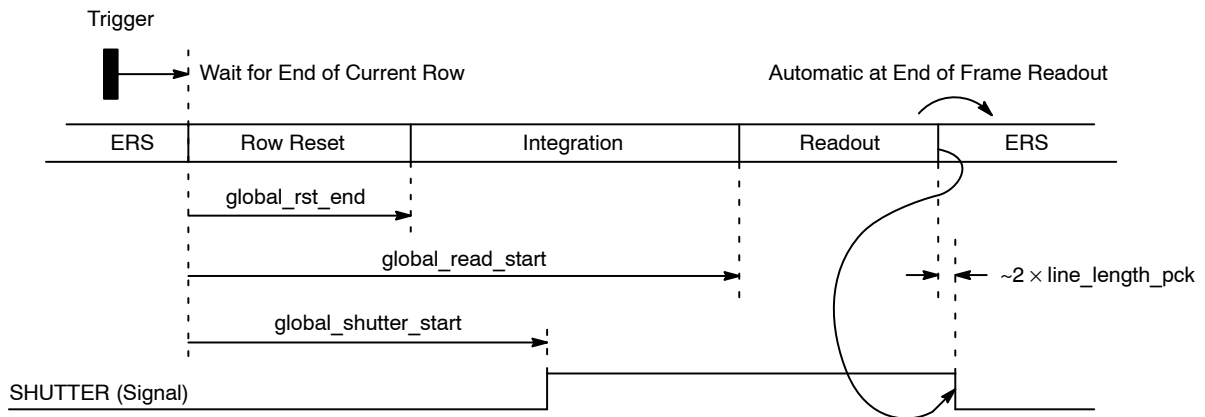 Trigger
Wait for End of Current Row
Automatic at End of Frame Readout
ERS
Row Reset
Integration
Readout
ERS
global_rst_end
global_read_start
~2 × line_length_pck
global_shutter_start
SHUTTER (Signal)